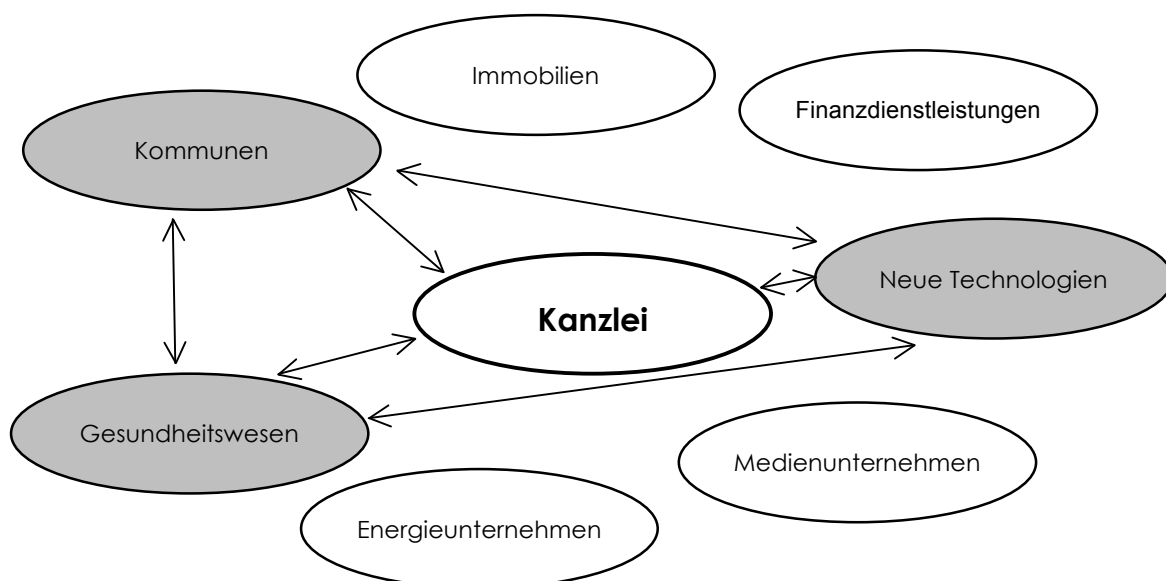 Immobilien
Finanzdienstleistungen
Kommunen
Neue Technologien
Kanzlei
Gesundheitswesen
Medienunternehmen
Energieunternehmen